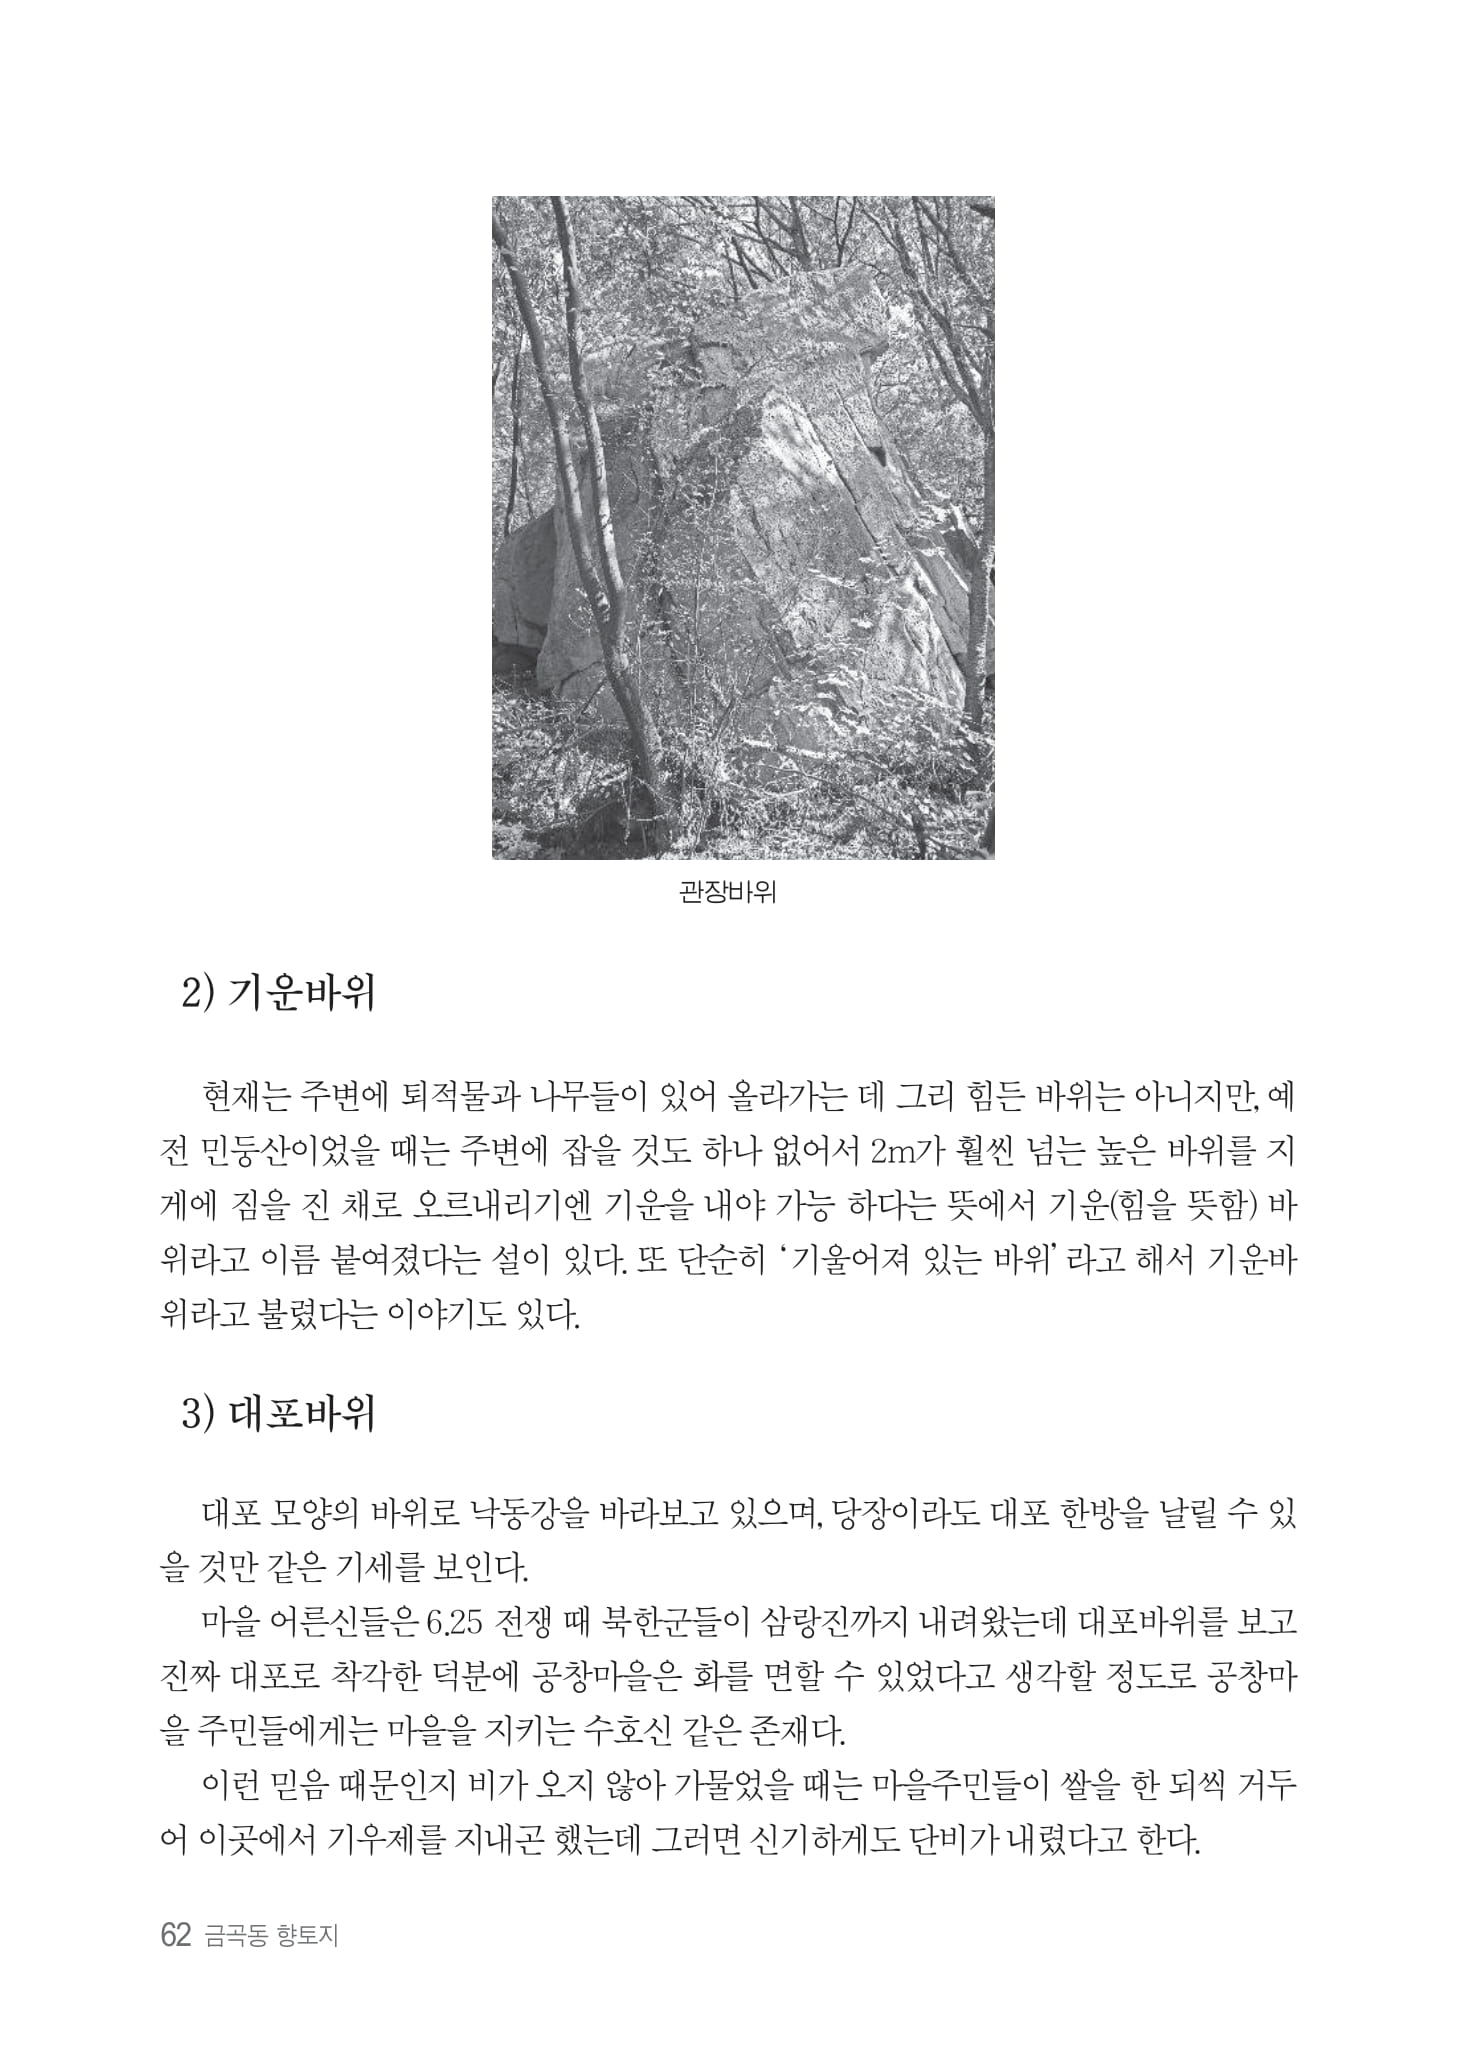 관장바위
2) 기운바위
현재는 주변에 퇴적물과 나무들이 있어 올라가는 데 그리 힘든 바위는 아니지만, 예
전 민둥산이었을 때는 주변에 잡을 것도 하나 없어서 2m가 훨씬 넘는 높은 바위를 지
게에 짐을 진 채로 오르내리기엔 기운을 내야 가능 하다는 뜻에서 기운(힘을 뜻함) 바
위라고 이름 붙여졌다는 설이 있다. 또 단순히 ‘기울어져 있는 바위’ 라고 해서 기운바
위라고 불렸다는 이야기도 있다.
3) 대포바위
대포 모양의 바위로 낙동강을 바라보고 있으며, 당장이라도 대포 한방을 날릴 수 있
을 것만 같은 기세를 보인다.
마을 어른신들은 6.25 전쟁 때 북한군들이 삼랑진까지 내려왔는데 대포바위를 보고
진짜 대포로 착각한 덕분에 공창마을은 화를 면할 수 있었다고 생각할 정도로 공창마
을 주민들에게는 마을을 지키는 수호신 같은 존재다.
이런 믿음 때문인지 비가 오지 않아 가물었을 때는 마을주민들이 쌀을 한 되씩 거두
어 이곳에서 기우제를 지내곤 했는데 그러면 신기하게도 단비가 내렸다고 한다.
62 금곡동 향토지